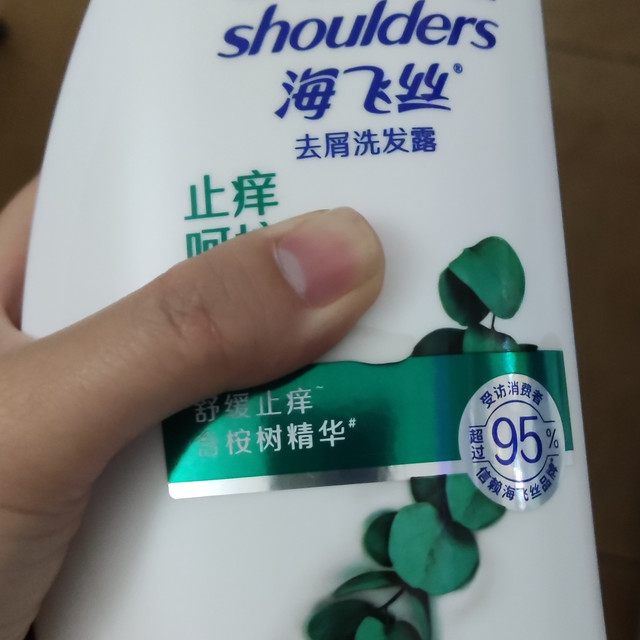 shoulders
海飞丝®
去屑洗发露
止痒
舒缓止痒~
含桉树精华#
受访消费者
超过
95%
信赖海飞丝品牌